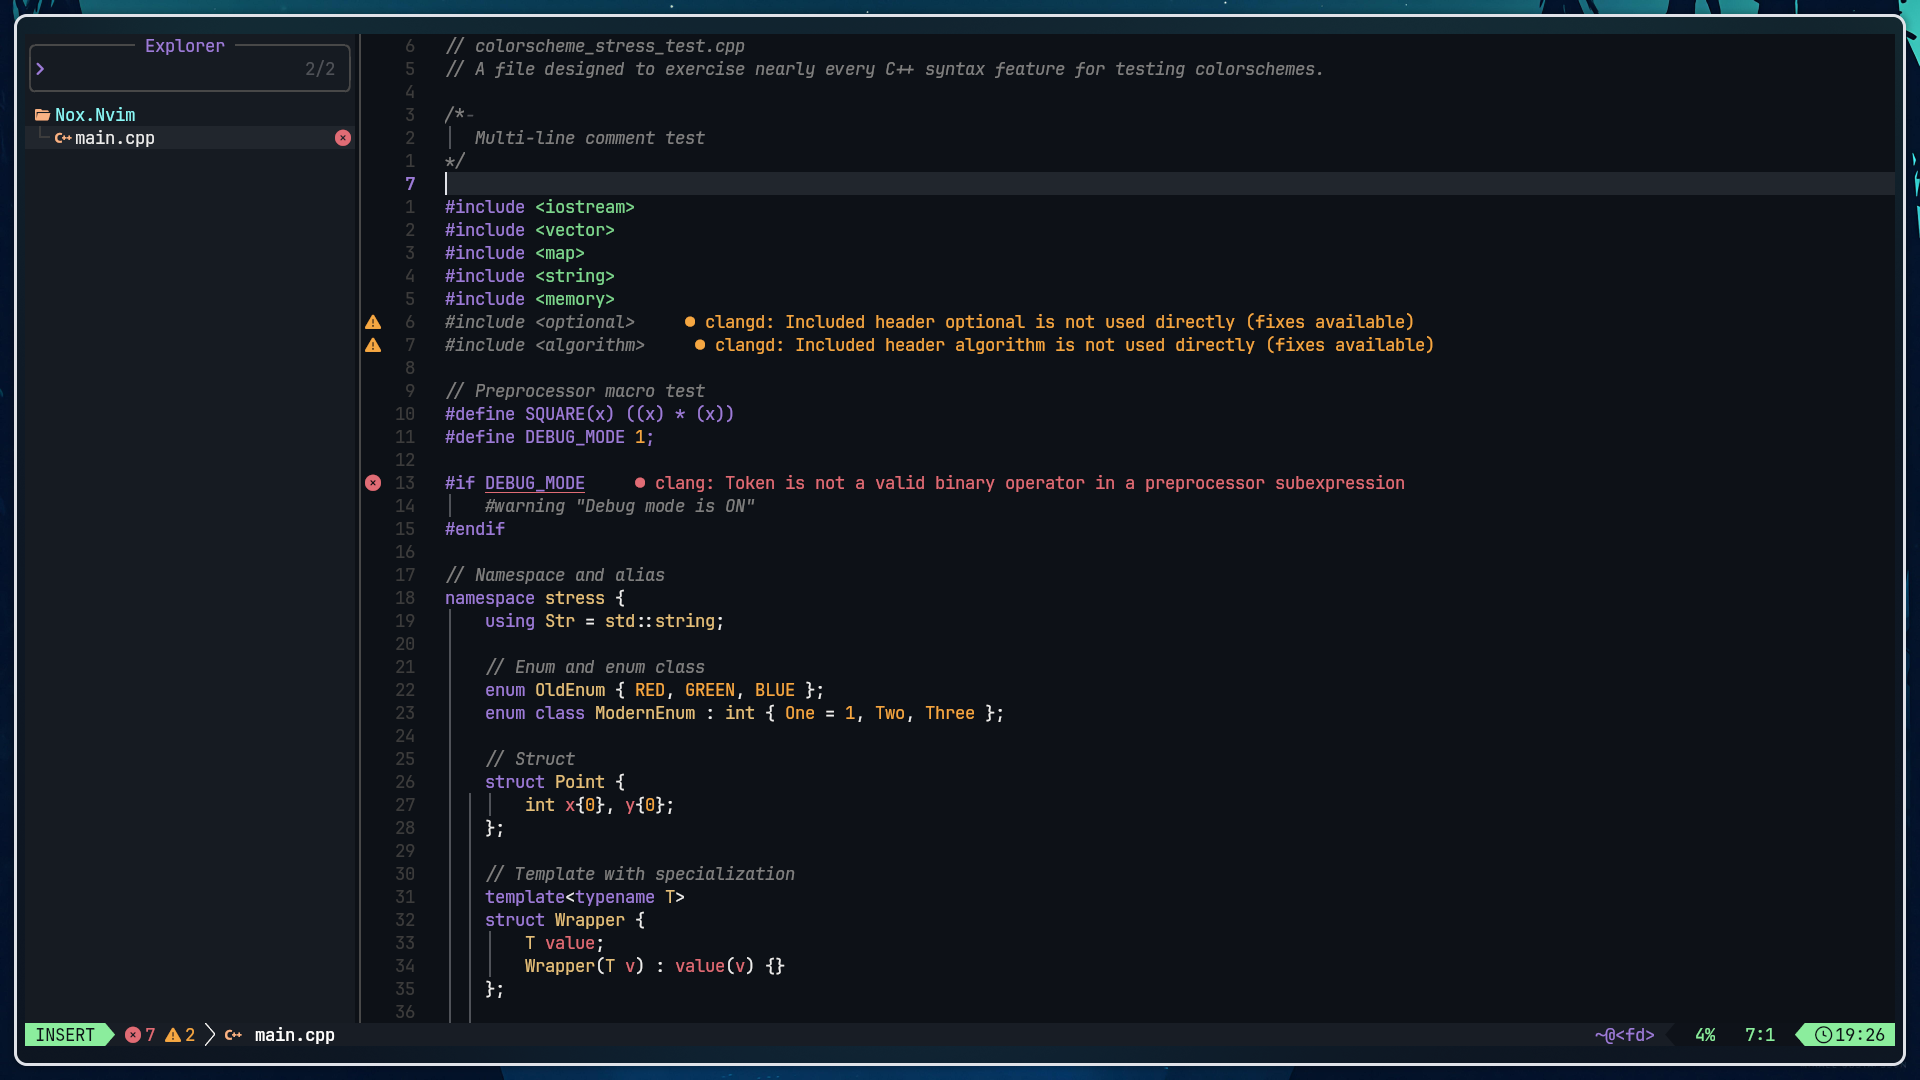 Explorer
2/2
Nox.Nvim
C++ main.cpp
6 // colorscheme_stress_test.cpp
5 // A file designed to exercise nearly every C++ syntax feature for testing colorschemes.
4
3 /*-
2 Multi-line comment test
1 */
7
1 #include <iostream>
2 #include <vector>
3 #include <map>
4 #include <string>
5 #include <memory>
6 #include <optional> ● clangd: Included header optional is not used directly (fixes available)
7 #include <algorithm> ● clangd: Included header algorithm is not used directly (fixes available)
8
9 // Preprocessor macro test
10 #define SQUARE(x) ((x) * (x))
11 #define DEBUG_MODE 1;
12
13 #if DEBUG_MODE ● clang: Token is not a valid binary operator in a preprocessor subexpression
14 #warning "Debug mode is ON"
15 #endif
16
17 // Namespace and alias
18 namespace stress {
19 using Str = std::string;
20
21 // Enum and enum class
22 enum OldEnum { RED, GREEN, BLUE };
23 enum class ModernEnum : int { One = 1, Two, Three };
24
25 // Struct
26 struct Point {
27 int x{0}, y{0};
28 };
29
30 // Template with specialization
31 template<typename T>
32 struct Wrapper {
33 T value;
34 Wrapper(T v) : value(v) {}
35 };
36
INSERT 7 2 C++ main.cpp ~@<fd> 4% 7:1 19:26